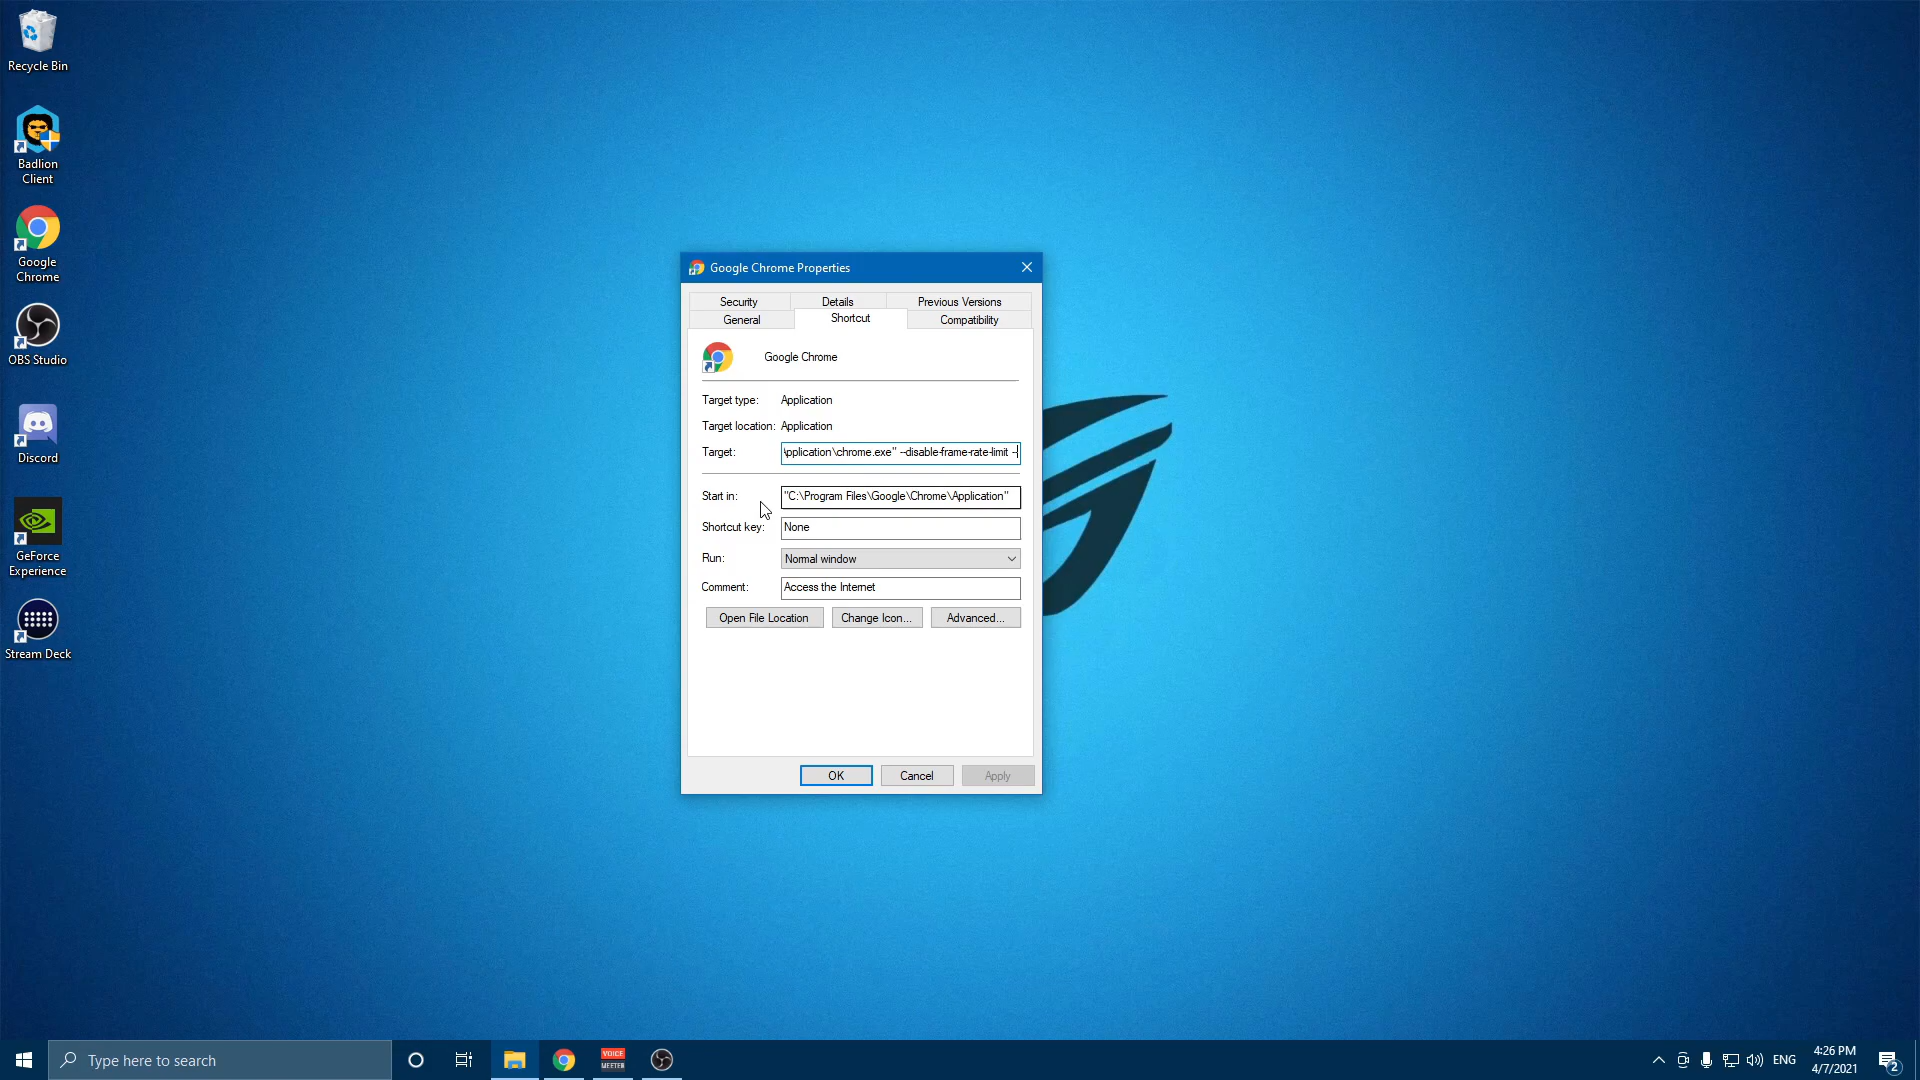 Recycle Bin
Badlion
Client
Google
Chrome
OBS Studio
Discord
GeForce
Experience
Stream Deck
Google Chrome Properties
Security
Details
Previous Versions
General
Shortcut
Compatibility
Google Chrome
Target type: Application
Target location: Application
Target: \pplication\chrome.exe" --disable-frame-rate-limit --
Start in: "C:\Program Files\Google\Chrome\Application"
Shortcut key: None
Run: Normal window
Comment: Access the Internet
Open File Location
Change Icon...
Advanced...
OK
Cancel
Apply
Type here to search
VOICE
MEETER
ENG
4:26 PM
4/7/2021
2